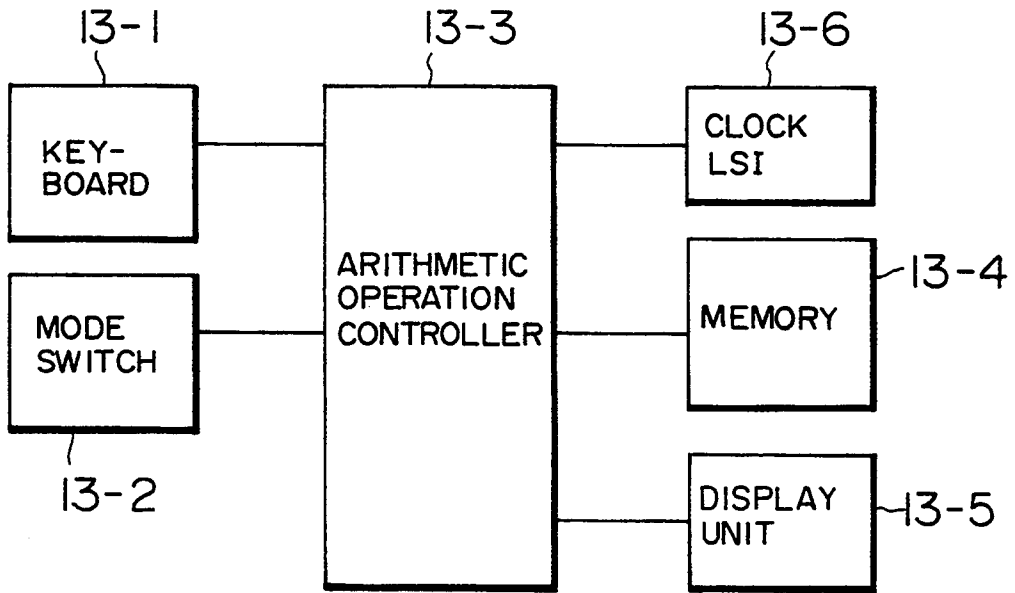 13-1
13-3
13-6
KEY-
BOARD
CLOCK
LSI
ARITHMETIC
OPERATION
CONTROLLER
13-4
MEMORY
MODE
SWITCH
13-2
DISPLAY
UNIT
13-5